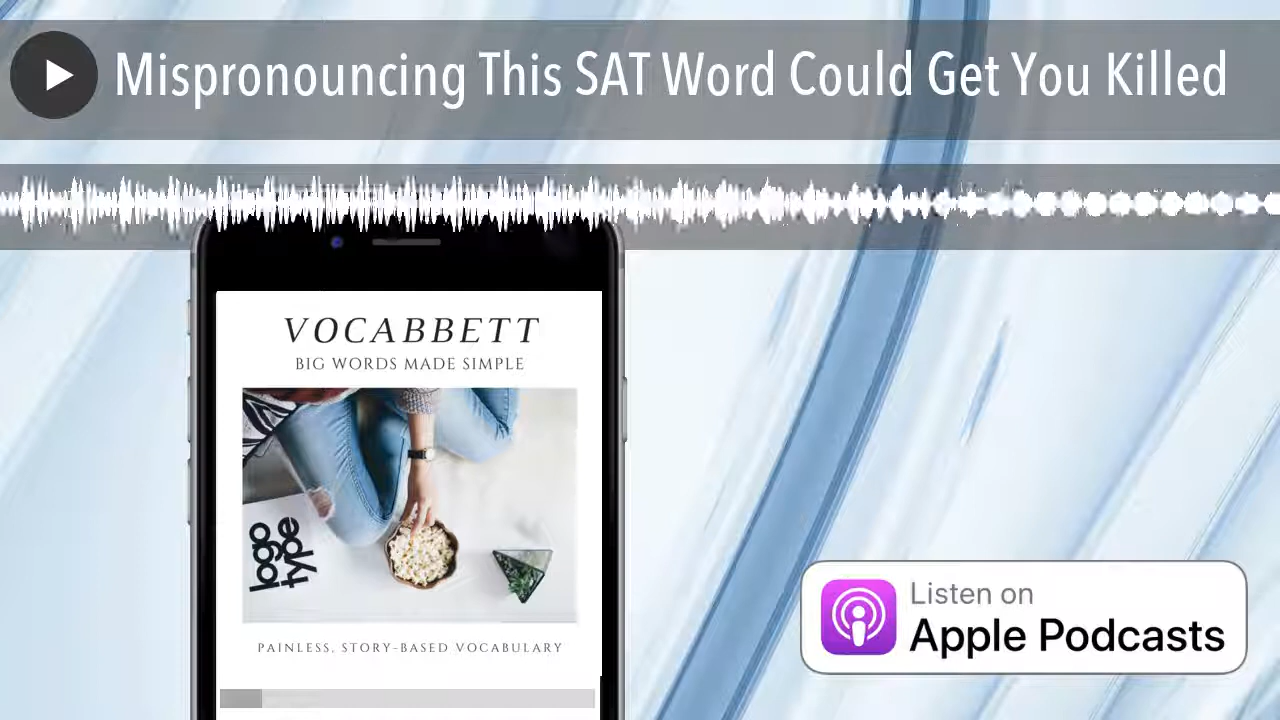 Mispronouncing This SAT Word Could Get You Killed
VOCABBETT
BIG WORDS MADE SIMPLE
logo
type
PAINLESS, STORY-BASED VOCABULARY
Listen on
Apple Podcasts